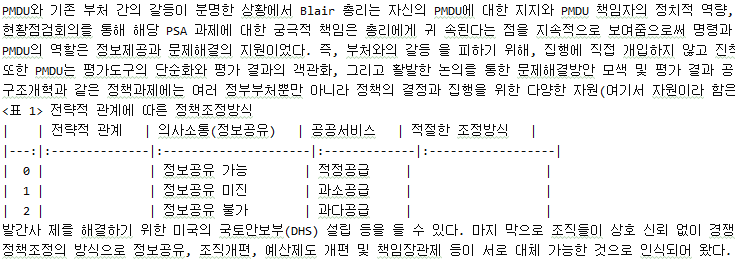 PMDU와 기존 부처 간의 갈등이 분명한 상황에서 Blair 총리는 자신의 PMDU에 대한 지지와 PMDU 책임자의 정치적 역량,
현황점검회의를 통해 해당 PSA 과제에 대한 궁극적 책임은 총리에게 귀 속된다는 점을 지속적으로 보여줌으로써 명령과
PMDU의 역할은 정보제공과 문제해결의 지원이었다. 즉, 부처와의 갈등 을 피하기 위해, 집행에 직접 개입하지 않고 진척
또한 PMDU는 평가도구의 단순화와 평가 결과의 객관화, 그리고 활발한 논의를 통한 문제해결방안 모색 및 평가 결과 공
구조개혁과 같은 정책과제에는 여러 정부부처뿐만 아니라 정책의 결정과 집행을 위한 다양한 자원(여기서 자원이라 함은
<표 1> 전략적 관계에 따른 정책조정방식
|    | 전략적 관계   | 의사소통(정보공유)   | 공공서비스   | 적절한 조정방식   |
|---:|:--------------|:---------------------|:-------------|:------------------|
|  0 |               | 정보공유 가능        | 적정공급     |                   |
|  1 |               | 정보공유 미진        | 과소공급     |                   |
|  2 |               | 정보공유 불가        | 과다공급     |                   |
발간사 제를 해결하기 위한 미국의 국토안보부(DHS) 설립 등을 들 수 있다. 마지 막으로 조직들이 상호 신뢰 없이 경쟁
정책조정의 방식으로 정보공유, 조직개편, 예산제도 개편 및 책임장관제 등이 서로 대체 가능한 것으로 인식되어 왔다.